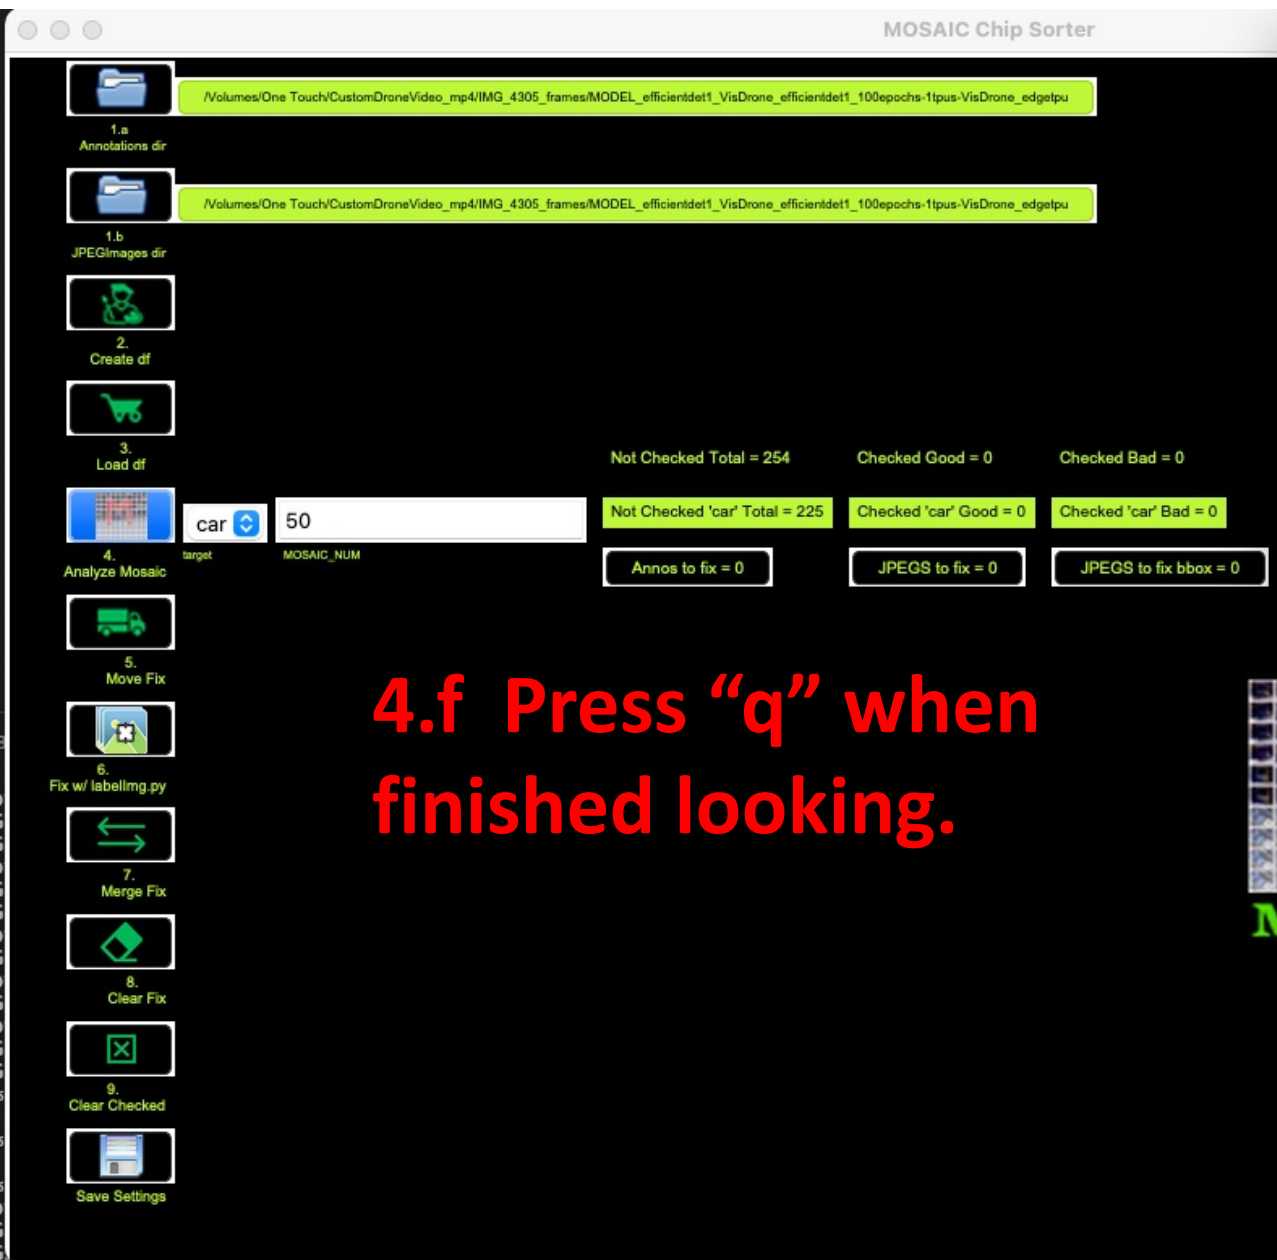 MOSAIC Chip Sorter
/Volumes/One Touch/CustomDroneVideo_mp4/IMG_4305_frames/MODEL_efficientdet1_VisDrone_efficientdet1_100epochs-1tpus-VisDrone_edgetpu
1.a
Annotations dir
/Volumes/One Touch/CustomDroneVideo_mp4/IMG_4305_frames/MODEL_efficientdet1_VisDrone_efficientdet1_100epochs-1tpus-VisDrone_edgetpu
1.b
JPEGImages dir
2.
Create df
3.
Load df
Not Checked Total = 254 Checked Good = 0 Checked Bad = 0
car 50 Not Checked 'car' Total = 225 Checked 'car' Good = 0 Checked 'car' Bad = 0
target MOSAIC_NUM
4.
Analyze Mosaic
Annos to fix = 0 JPEGS to fix = 0 JPEGS to fix bbox = 0
5.
Move Fix
4.f Press “q” when
finished looking.
6.
Fix w/ labelImg.py
7.
Merge Fix
8.
Clear Fix
9.
Clear Checked
Save Settings